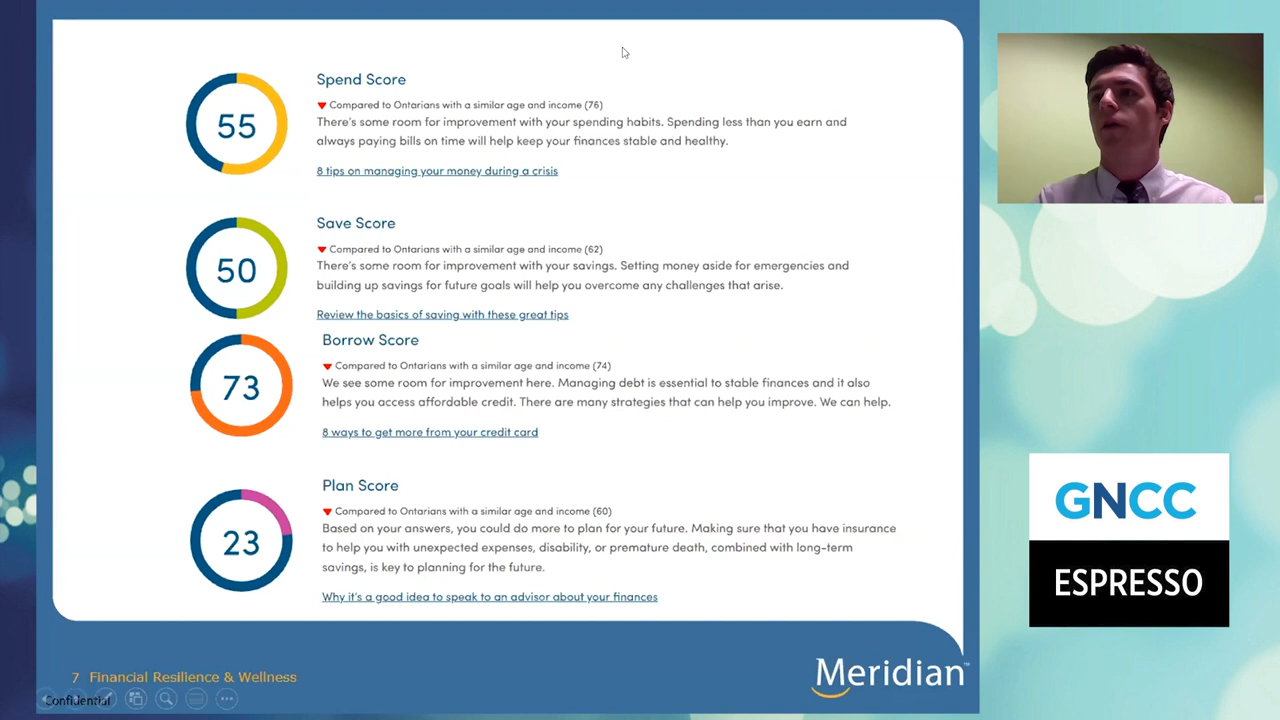 55
Spend Score
Compared to Ontarians with a similar age and income (76)
There's some room for improvement with your spending habits. Spending less than you earn and
always paying bills on time will help keep your finances stable and healthy.
8 tips on managing your money during a crisis
50
Save Score
Compared to Ontarians with a similar age and income (62)
There's some room for improvement with your savings. Setting money aside for emergencies and
building up savings for future goals will help you overcome any challenges that arise.
Review the basics of saving with these great tips
73
Borrow Score
Compared to Ontarians with a similar age and income (74)
We see some room for improvement here. Managing debt is essential to stable finances and it also
helps you access affordable credit. There are many strategies that can help you improve. We can help.
8 ways to get more from your credit card
23
Plan Score
Compared to Ontarians with a similar age and income (60)
Based on your answers, you could do more to plan for your future. Making sure that you have insurance
to help you with unexpected expenses, disability, or premature death, combined with long-term
savings, is key to planning for the future.
Why it's a good idea to speak to an advisor about your finances
7 Financial Resilience & Wellness
Confidential
Meridian™
GNCC
ESPRESSO